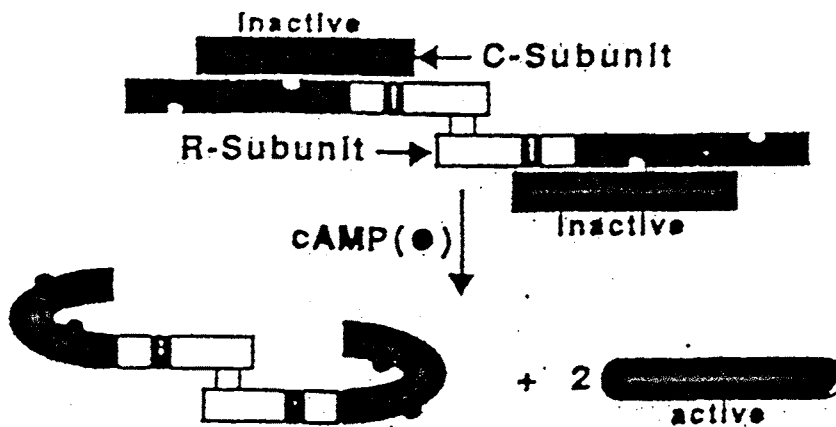 Inactive
C-Subunit
R-Subunit
Inactive
cAMP(●)
+ 2
active